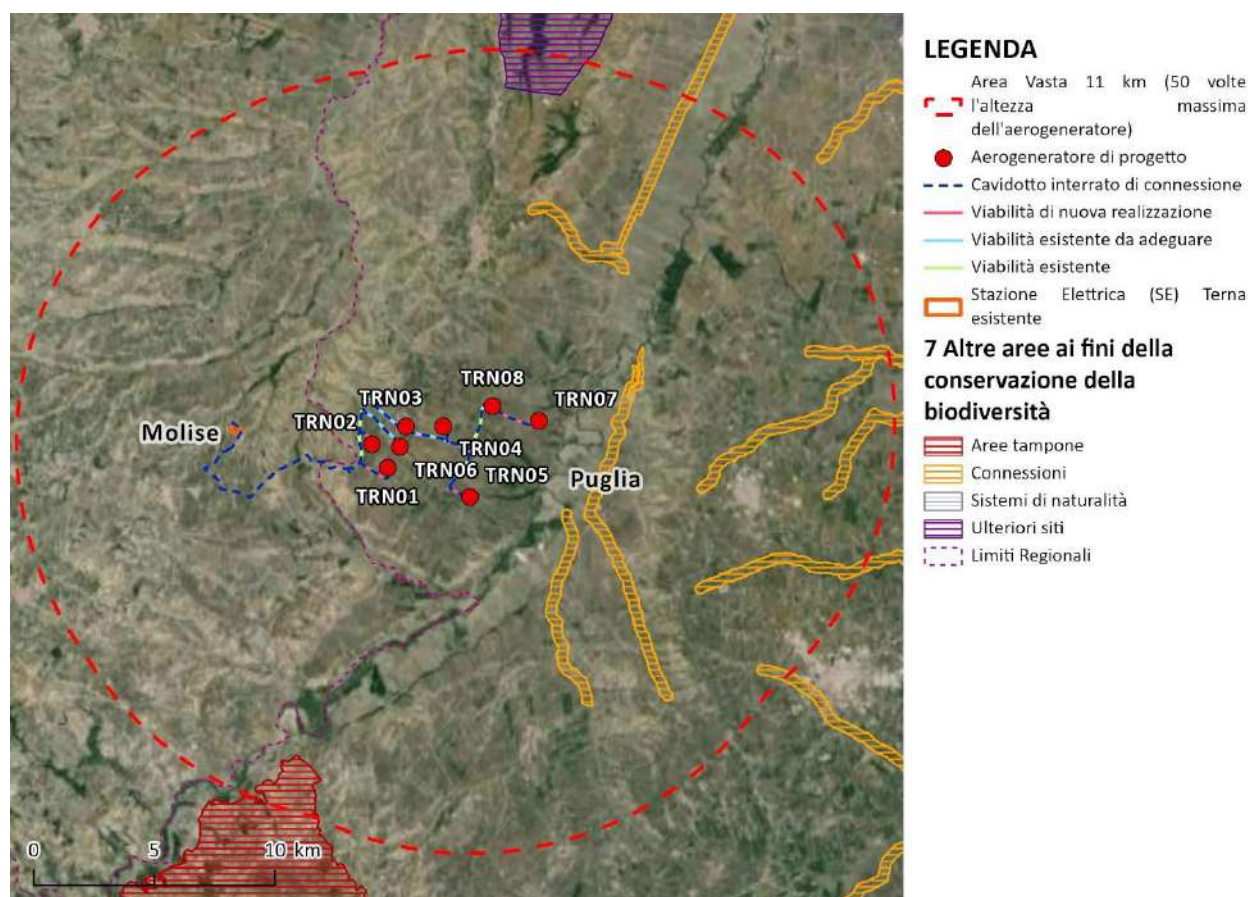 TRN08
TRN03
TRN07
TRN02
Molise
TRN04
TRN06
TRN05
Puglia
TRN01
0 5 10 km
LEGENDA
Area Vasta 11 km (50 volte
l'altezza massima
dell'aerogeneratore)
Aerogeneratore di progetto
Cavidotto interrato di connessione
Viabilità di nuova realizzazione
Viabilità esistente da adeguare
Viabilità esistente
Stazione Elettrica (SE) Terna
esistente
7 Altre aree ai fini della
conservazione della
biodiversità
Aree tampone
Connessioni
Sistemi di naturalità
Ulteriori siti
Limiti Regionali